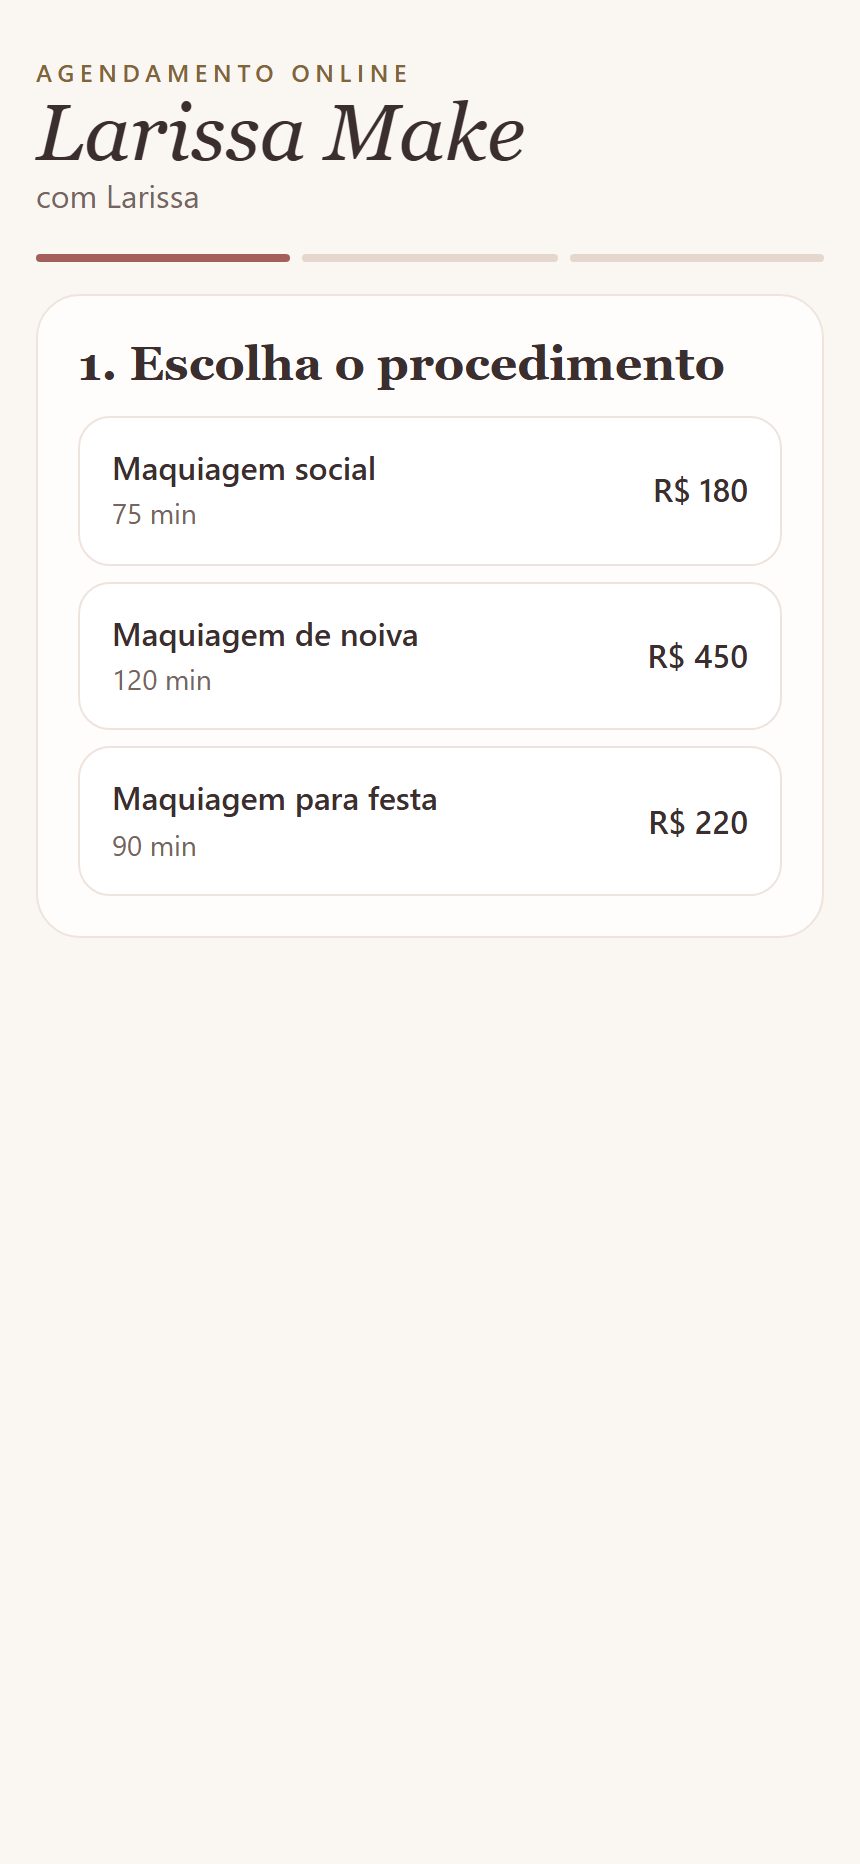 AGENDAMENTO ONLINE
Larissa Make
com Larissa
1. Escolha o procedimento
Maquiagem social
75 min
R$ 180
Maquiagem de noiva
120 min
R$ 450
Maquiagem para festa
90 min
R$ 220